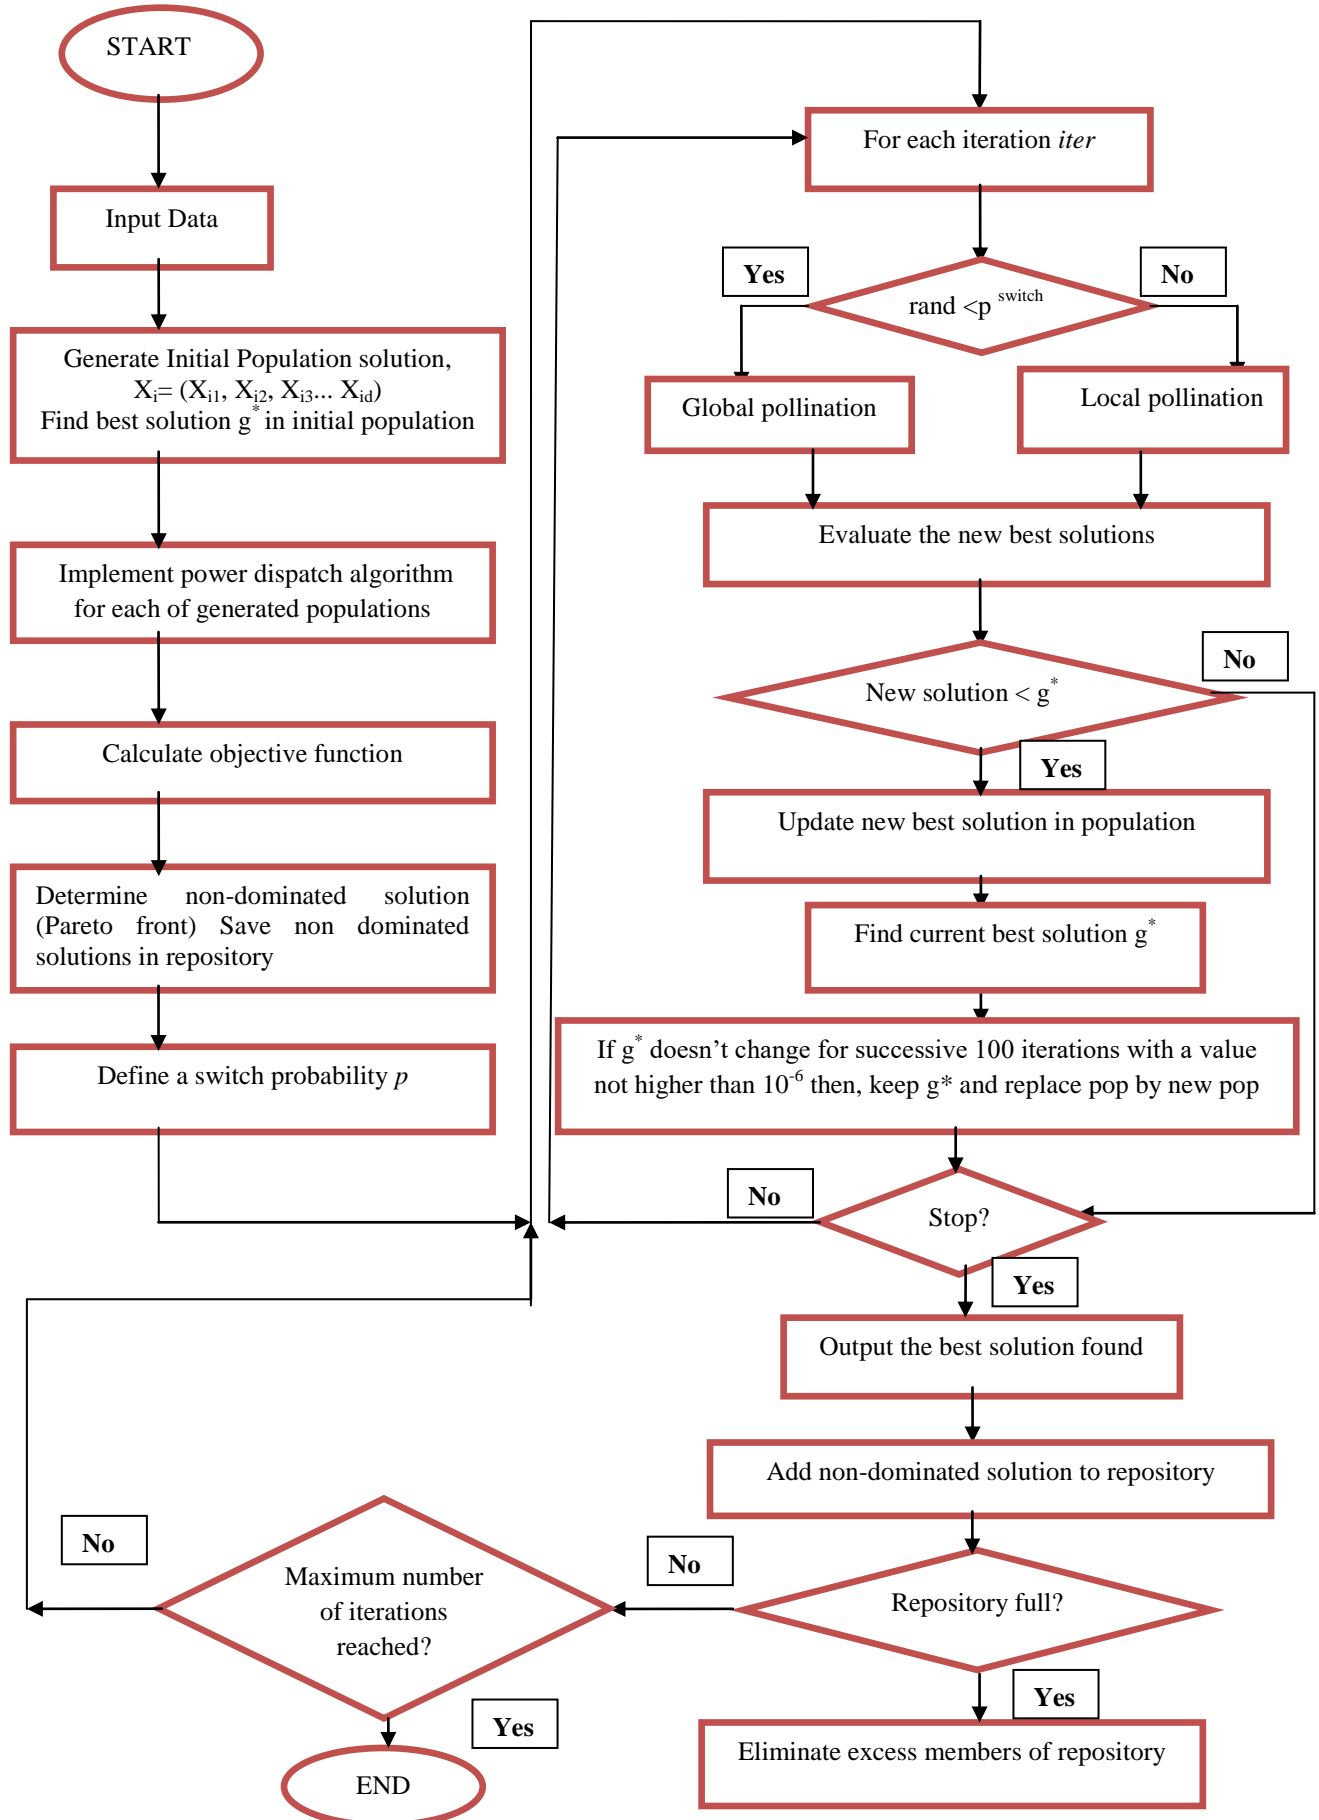 START
Input Data
Generate Initial Population solution,
Xi= (Xi1, Xi2, Xi3... Xid)
Find best solution g* in initial population
Implement power dispatch algorithm
for each of generated populations
Calculate objective function
Determine non-dominated solution
(Pareto front) Save non dominated
solutions in repository
Define a switch probability p
For each iteration iter
Yes
No
rand <p switch
Global pollination
Local pollination
Evaluate the new best solutions
No
New solution < g*
Yes
Update new best solution in population
Find current best solution g*
If g* doesn’t change for successive 100 iterations with a value
not higher than 10-6 then, keep g* and replace pop by new pop
No
Stop?
Yes
Output the best solution found
Add non-dominated solution to repository
No
Repository full?
Yes
Eliminate excess members of repository
No
Maximum number
of iterations
reached?
Yes
END